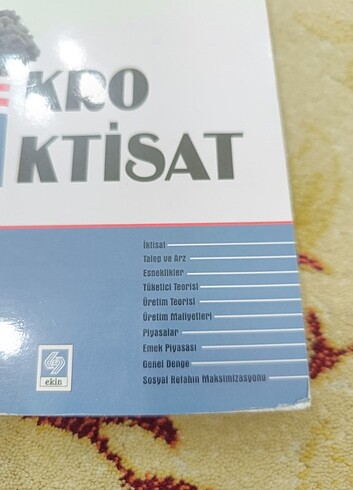 KRO
KTİSAT
İktisat
Talep ve Arz
Esneklikler
Tüketici Teorisi
Üretim Teorisi
Üretim Maliyetleri
Piyasalar
Emek Piyasası
Genel Denge
Sosyal Refahın Maksimizasyonu
ekin